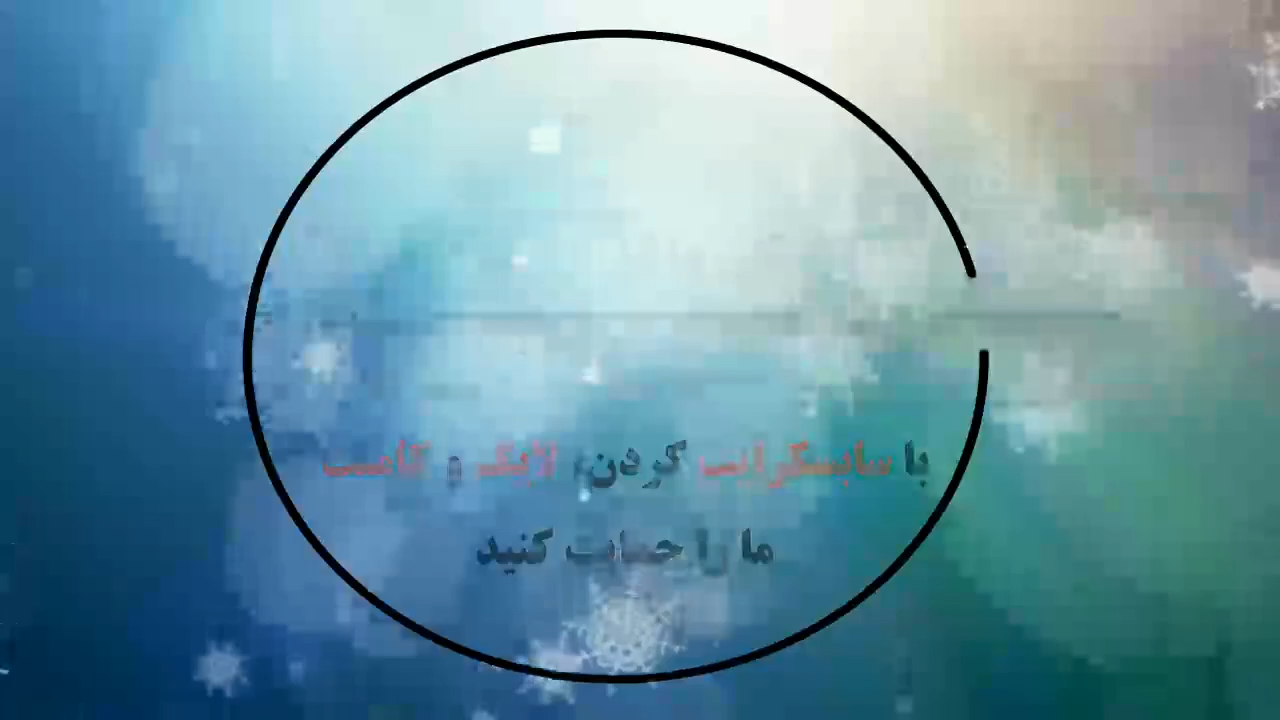 با سابسکرایب کردن، لایک و کامنت
ما را حمایت کنید